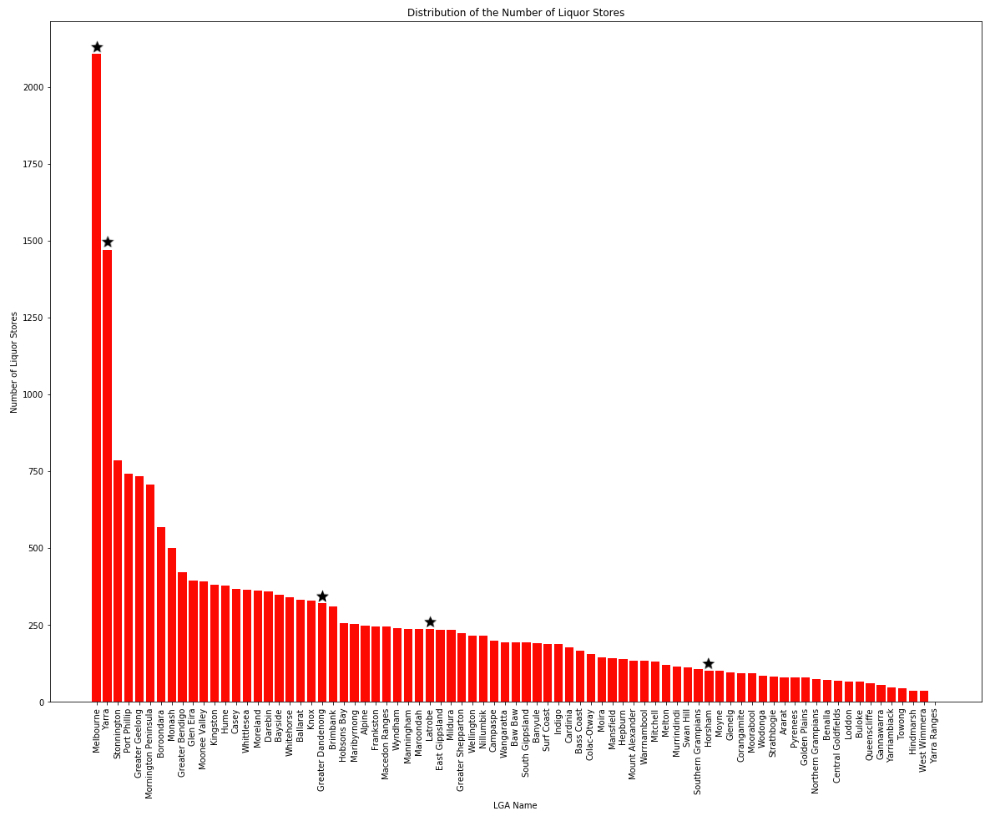 Distribution of the Number of Liquor Stores
Number of Liquor Stores
2000
1750
1500
1250
1000
750
500
250
0
Melbourne
Yarra
Stonnington
Port Phillip
Greater Geelong
Mornington Peninsula
Boroondara
Monash
Greater Bendigo
Glen Eira
Moonee Valley
Kingston
Hume
Casey
Whittlesea
Moreland
Darebin
Bayside
Whitehorse
Ballarat
Knox
Greater Dandenong
Brimbank
Hobsons Bay
Maribyrnong
Alpine
Frankston
Macedon Ranges
Wyndham
Manningham
Maroondah
Latrobe
East Gippsland
Mildura
Greater Shepparton
Wellington
Nillumbik
Campaspe
Wangaratta
Baw Baw
South Gippsland
Banyule
Surf Coast
Indigo
Cardinia
Bass Coast
Colac-Otway
Moira
Mansfield
Hepburn
Mount Alexander
Warrnambool
Mitchell
Melton
Murrindindi
Swan Hill
Southern Grampians
Horsham
Moyne
Glenelg
Corangamite
Moorabool
Wodonga
Strathbogie
Ararat
Pyrenees
Golden Plains
Northern Grampians
Benalla
Central Goldfields
Loddon
Buloke
Queenscliffe
Gannawarra
Yarriambiack
Towong
Hindmarsh
West Wimmera
Yarra Ranges
LGA Name